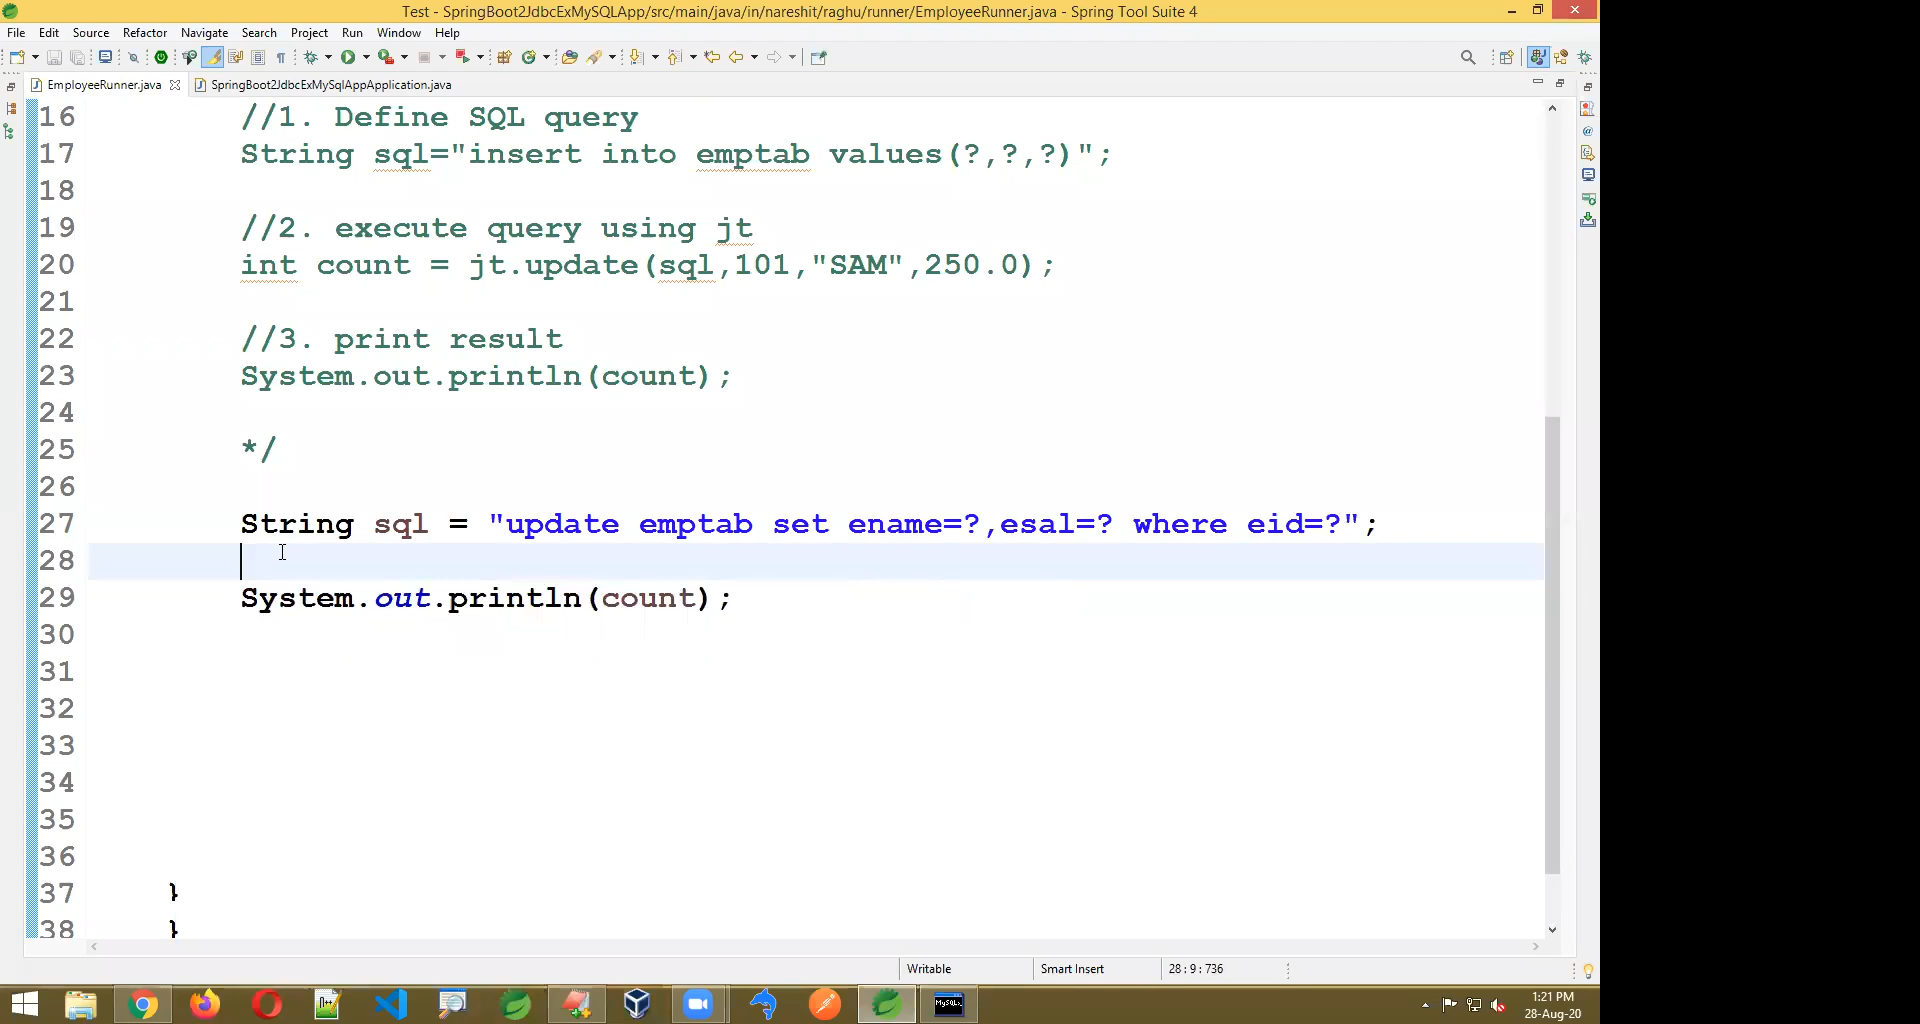 Test - SpringBoot2JdbcExMySQLApp/src/main/java/in/nareshit/raghu/runner/EmployeeRunner.java - Spring Tool Suite 4
File Edit Source Refactor Navigate Search Project Run Window Help
EmployeeRunner.java SpringBoot2JdbcExMySqlAppApplication.java
16 //1. Define SQL query
17 String sql="insert into emptab values(?,?,?)";
18
19 //2. execute query using jt
20 int count = jt.update(sql,101,"SAM",250.0);
21
22 //3. print result
23 System.out.println(count);
24
25 */
26
27 String sql = "update emptab set ename=?,esal=? where eid=?";
28
29 System.out.println(count);
30
31
32
33
34
35
36
37 }
38 }
Writable Smart Insert 28 : 9 : 736
1:21 PM
28-Aug-20